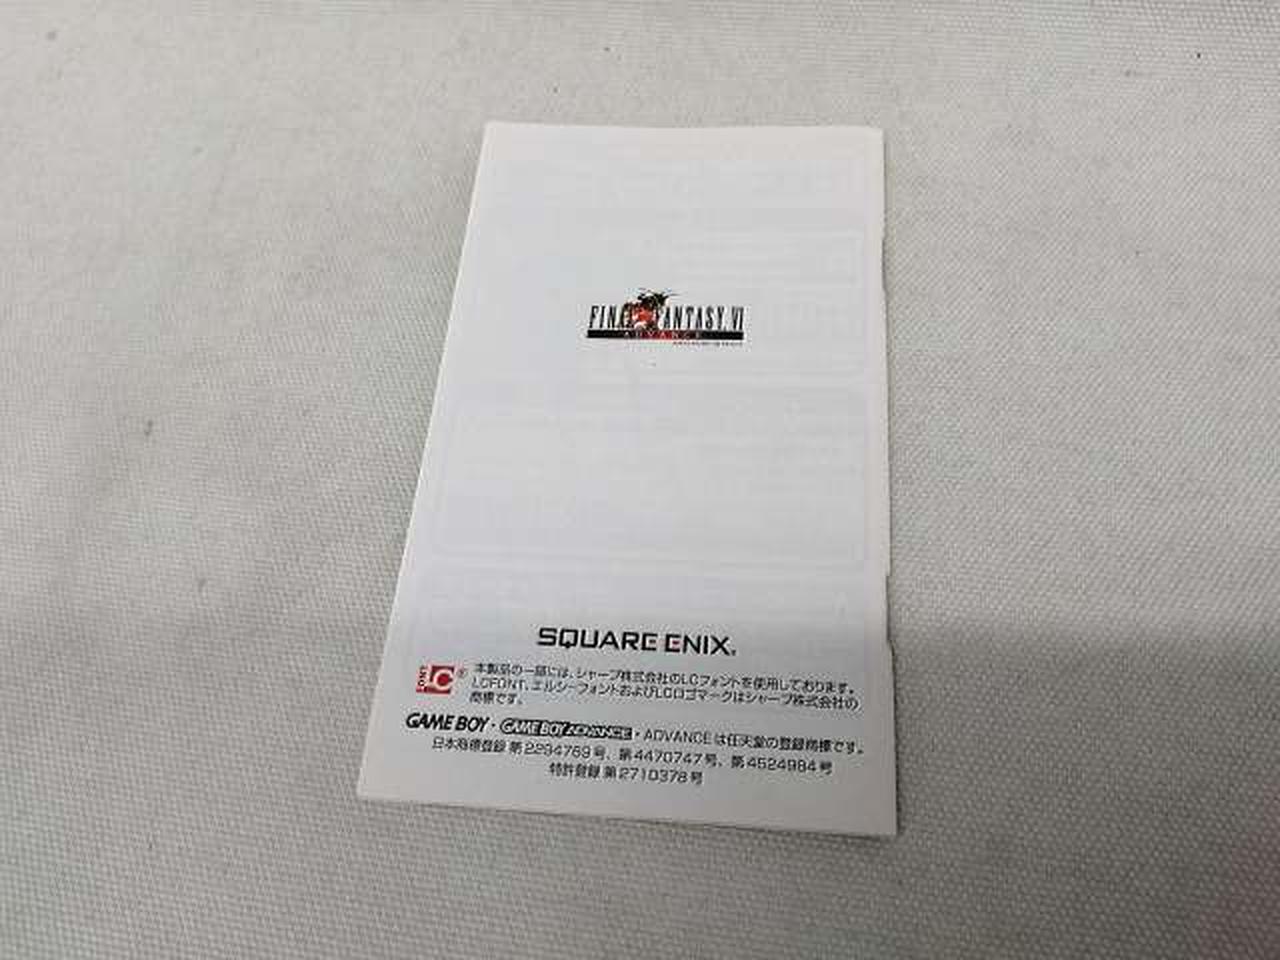 FINAL FANTASY VI
ADVANCE
SQUARE ENIX
LC FONT
®
本製品の一部には、シャープ株式会社のLCフォントを使用しております。
LCFONT、エルシーフォントおよびLCロゴマークはシャープ株式会社の
商標です。
GAME BOY・GAME BOY ADVANCE・ADVANCEは任天堂の登録商標です。
日本商標登録 第2294769号、第4470747号、第4524984号
特許登録 第2710378号